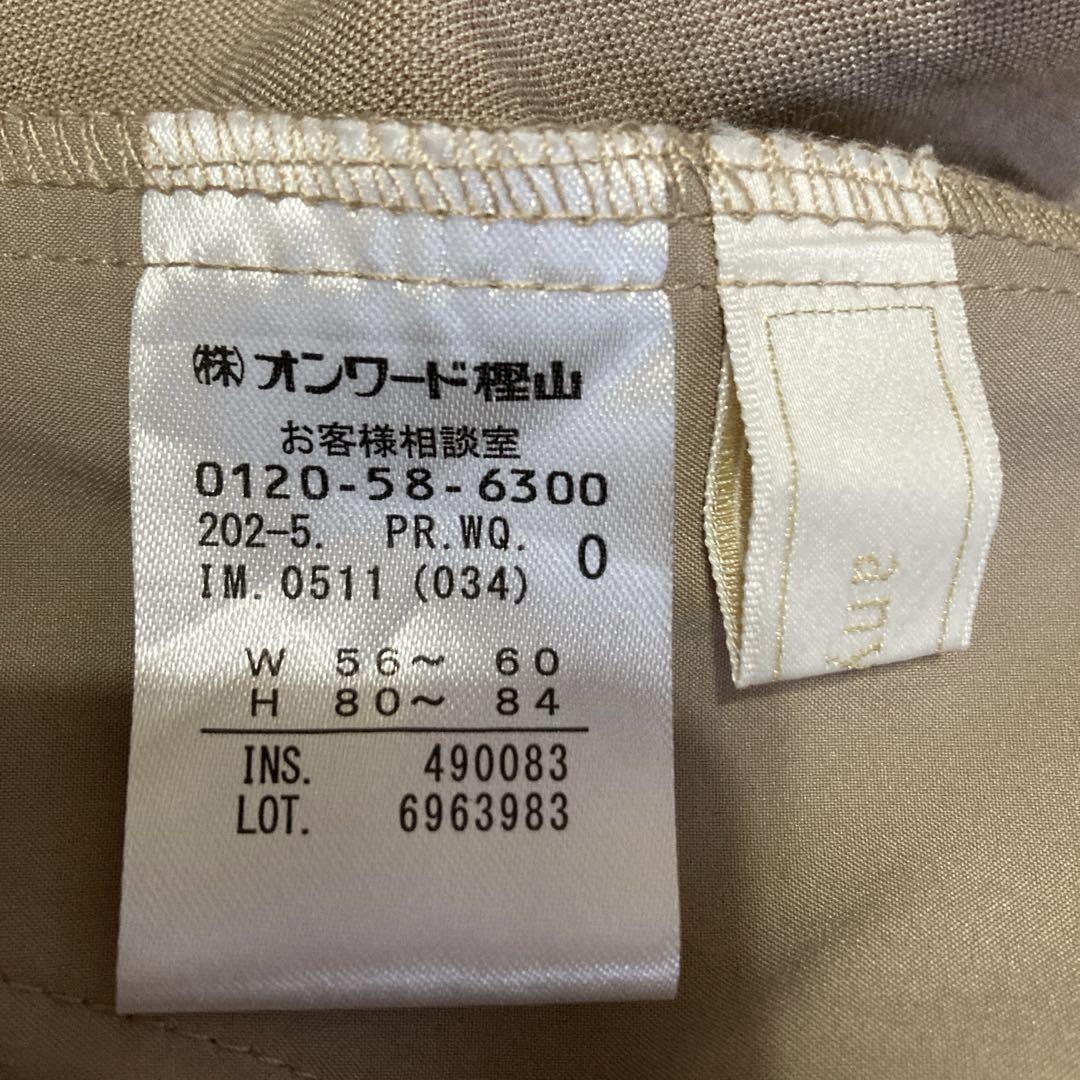 (株)オンワード樫山
お客様相談室
0120-58-6300
202-5. PR.WQ.
IM.0511 (034) 0
W 56～ 60
H 80～ 84
INS. 490083
LOT. 6963983